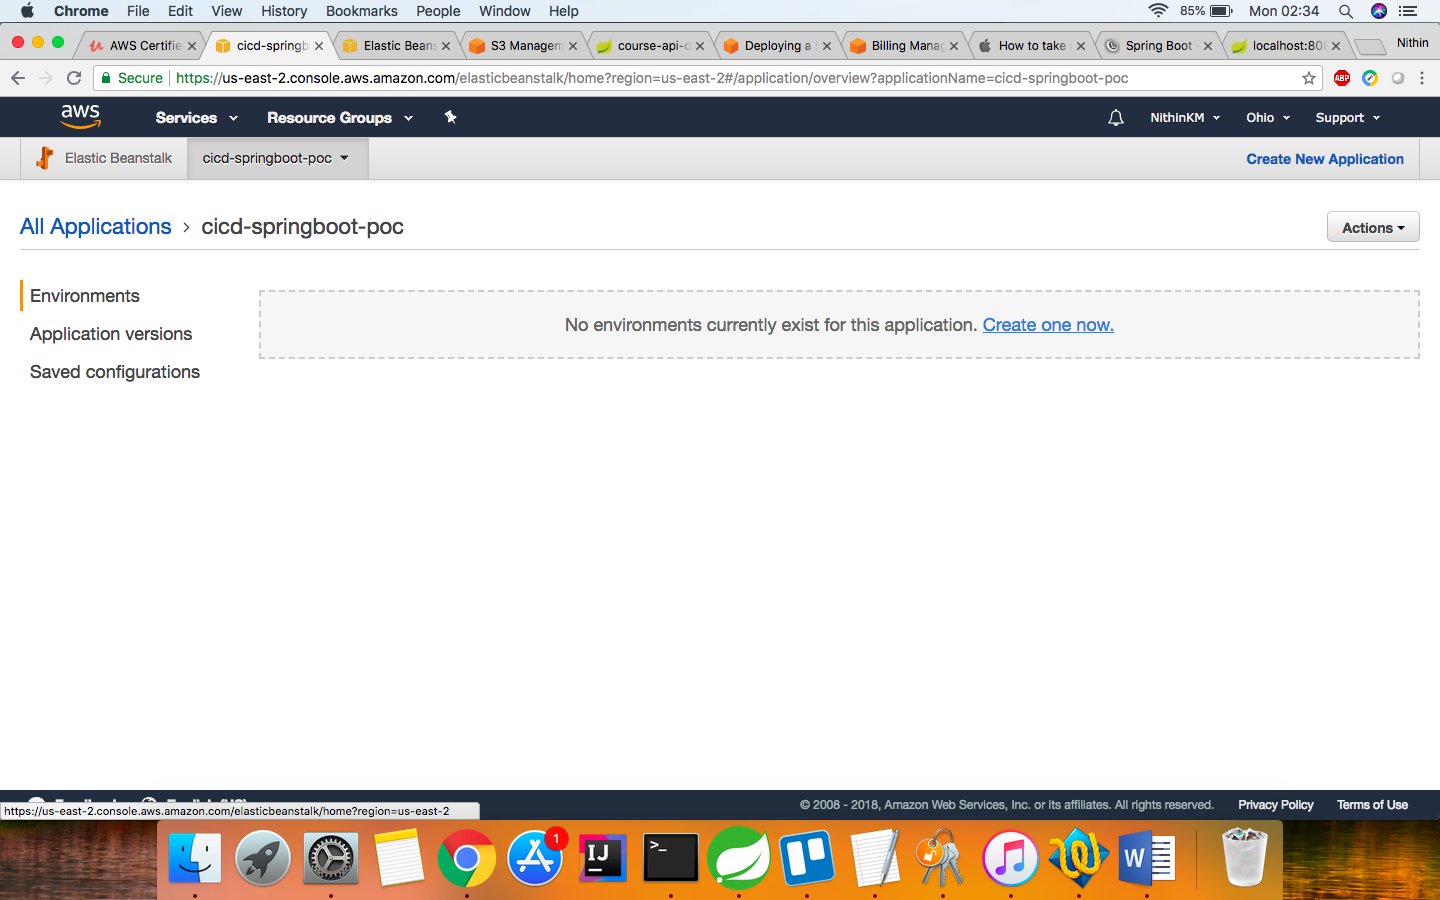 Chrome File Edit View History Bookmarks People Window Help 85% Mon 02:34
AWS Certifie cicd-springb Elastic Bean S3 Managem course-api-d Deploying a S Billing Manag How to take Spring Boot localhost:808 Nithin
Secure https://us-east-2.console.aws.amazon.com/elasticbeanstalk/home?region=us-east-2#/application/overview?applicationName=cicd-springboot-poc ABP
aws Services Resource Groups NithinKM Ohio Support
Elastic Beanstalk cicd-springboot-poc Create New Application
All Applications › cicd-springboot-poc Actions
Environments
No environments currently exist for this application. Create one now.
Application versions
Saved configurations
© 2008 - 2018, Amazon Web Services, Inc. or its affiliates. All rights reserved. Privacy Policy Terms of Use
https://us-east-2.console.aws.amazon.com/elasticbeanstalk/home?region=us-east-2
1
IJ
>_
W